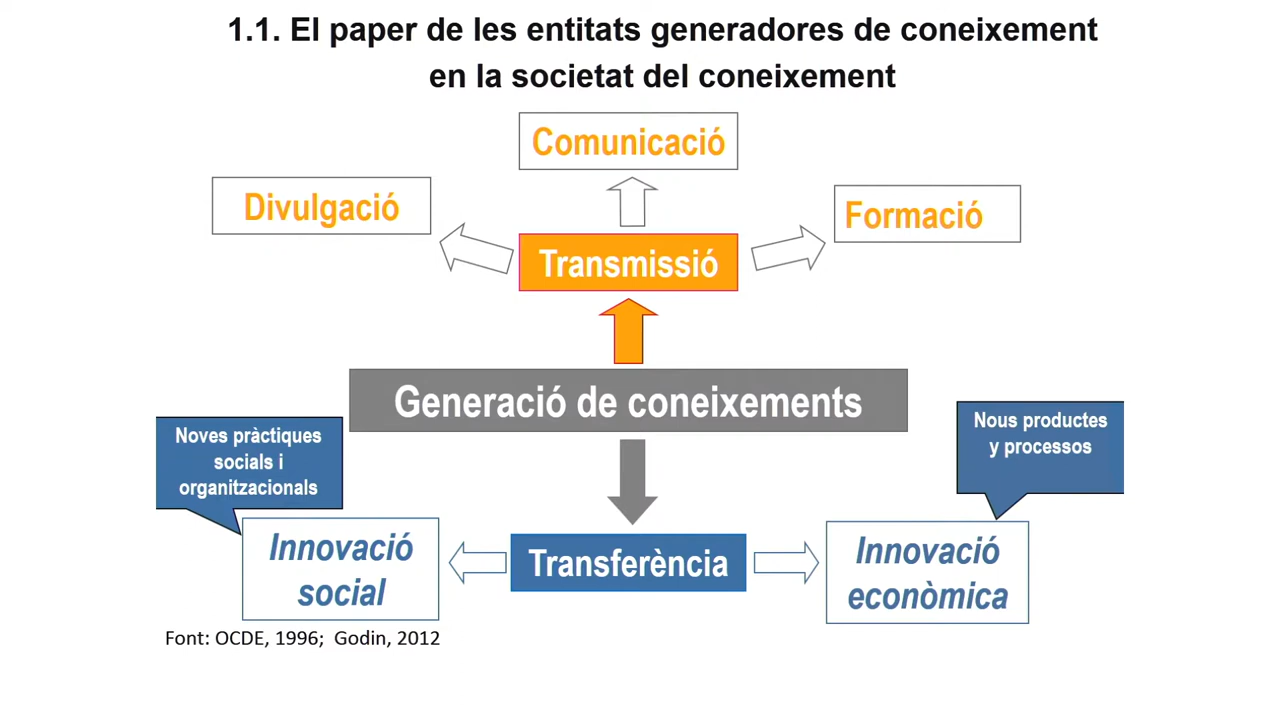 1.1. El paper de les entitats generadores de coneixement
en la societat del coneixement
Comunicació
Divulgació
Formació
Transmissió
Generació de coneixements
Noves pràctiques
socials i
organitzacionals
Nous productes
y processos
Innovació
social
Transferència
Innovació
econòmica
Font: OCDE, 1996; Godin, 2012